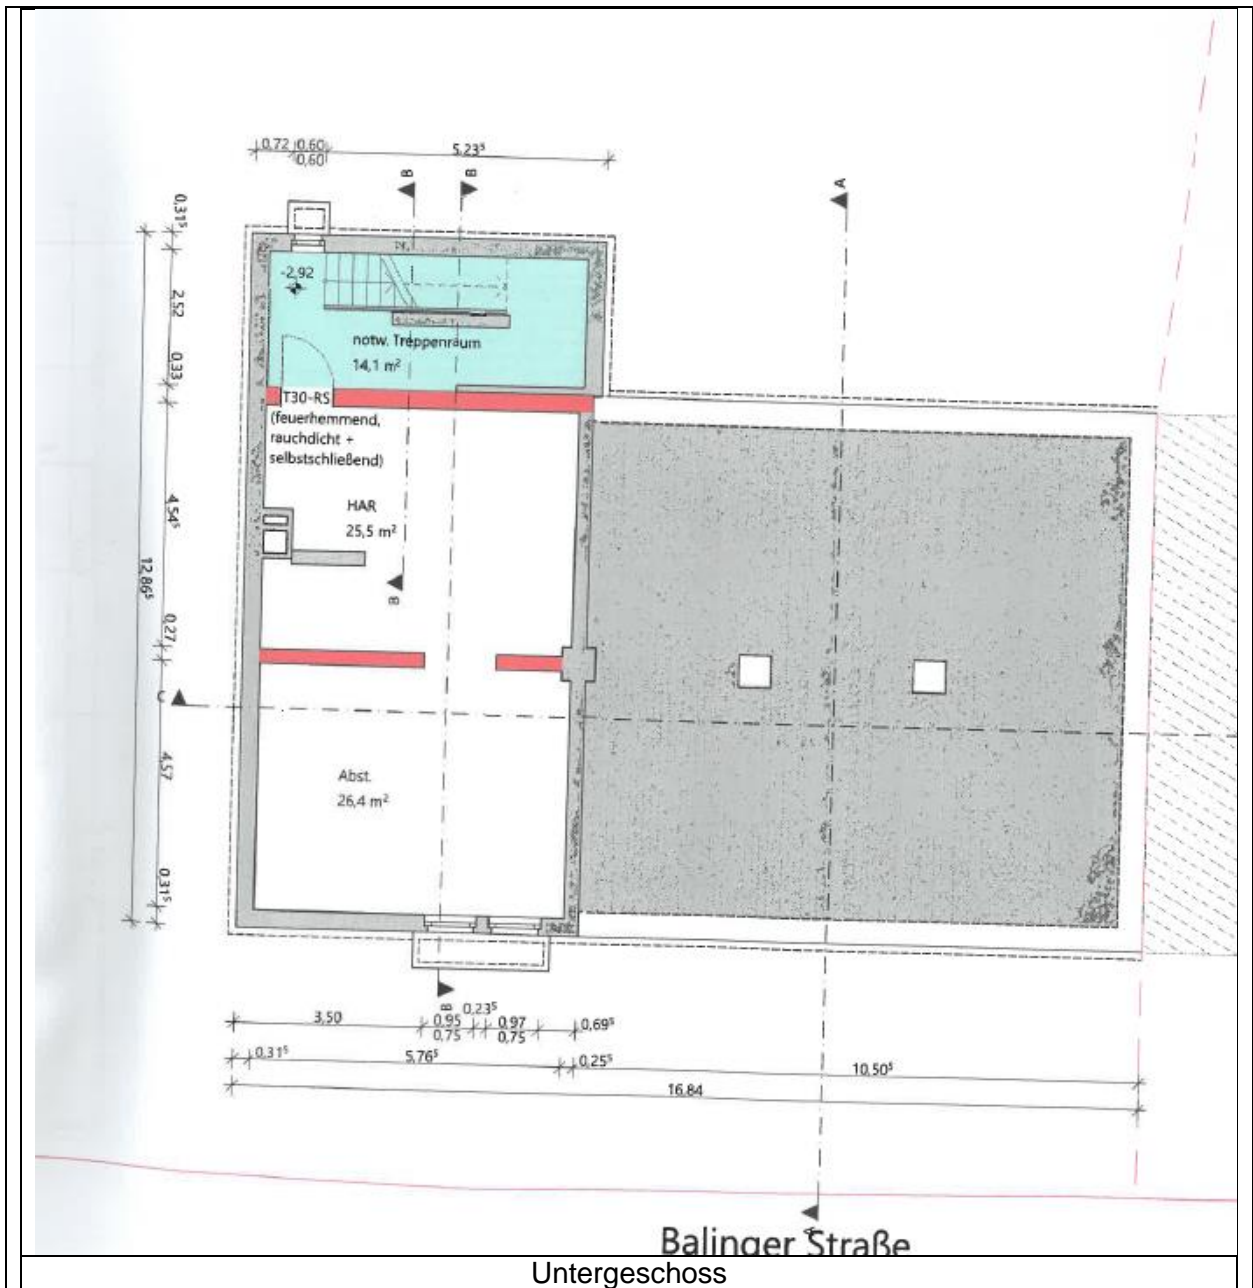 0,72 0,60 5,23⁵
0,60
B B
A
0,31⁵
2,52
0,33
4,54⁵
0,27
4,57
0,31⁵
12,86⁵
-2,92
notw. Treppenraum
14,1 m²
T30-RS
(feuerhemmend,
rauchdicht +
selbstschließend)
HAR
25,5 m²
B
C
Abst.
26,4 m²
B
3,50 0,95 0,23⁵ 0,97 0,69⁵
0,75 0,75
0,31⁵ 5,76⁵ 0,25⁵ 10,50⁵
16,84
A
Balinger Straße
Untergeschoss